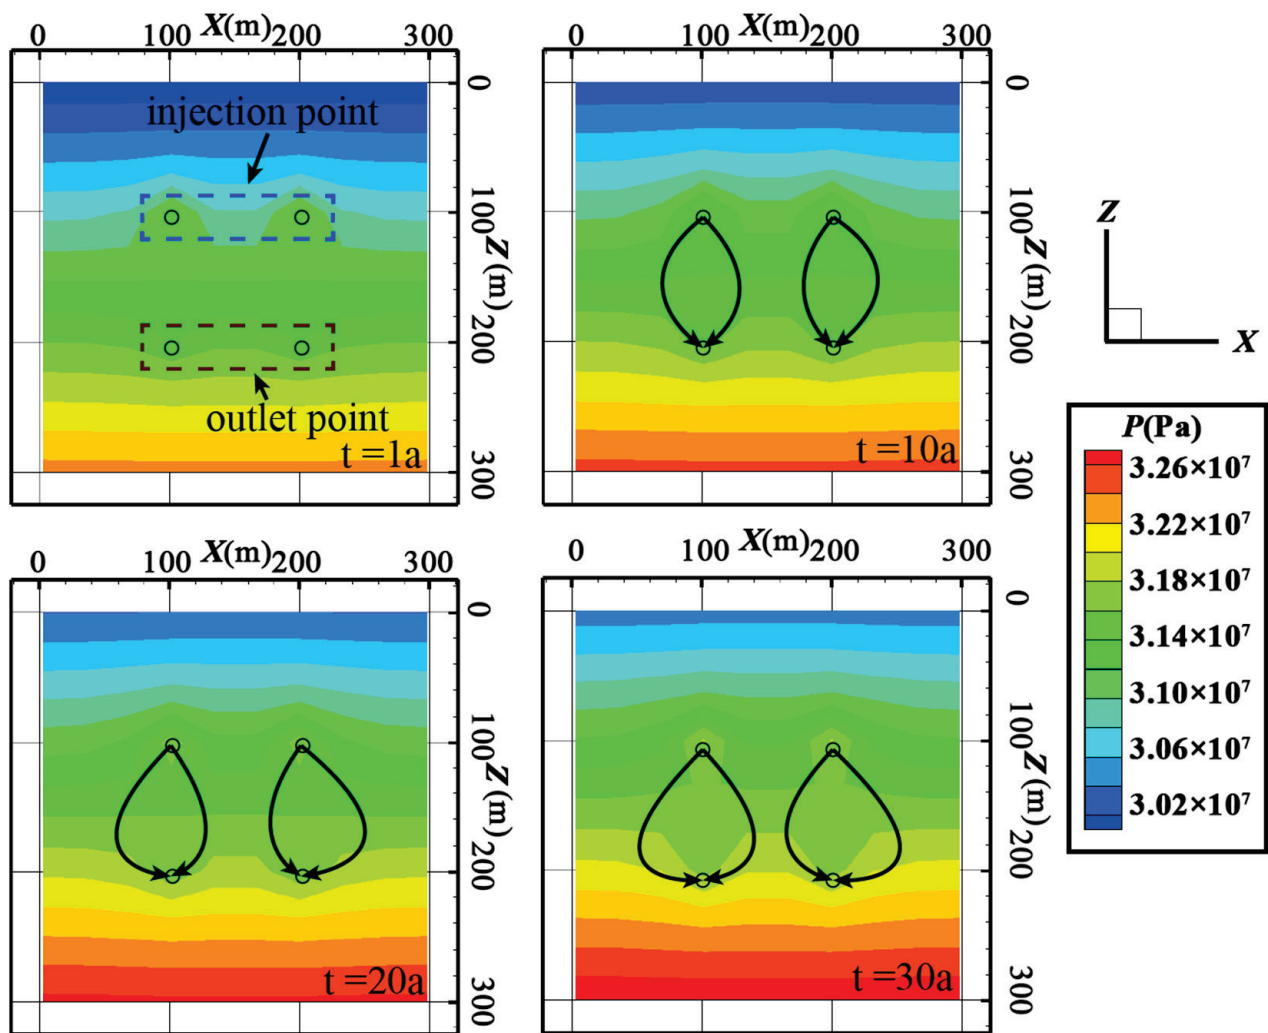 X(m)
0 100 200 300
injection point
outlet point
t =1a
0
100
Z(m)
200
300
X(m)
0 100 200 300
t =10a
0
100
Z(m)
200
300
Z
X
P(Pa)
3.26×10⁷
3.22×10⁷
3.18×10⁷
3.14×10⁷
3.10×10⁷
3.06×10⁷
3.02×10⁷
X(m)
0 100 200 300
t =20a
0
100
Z(m)
200
300
X(m)
0 100 200 300
t =30a
0
100
Z(m)
200
300